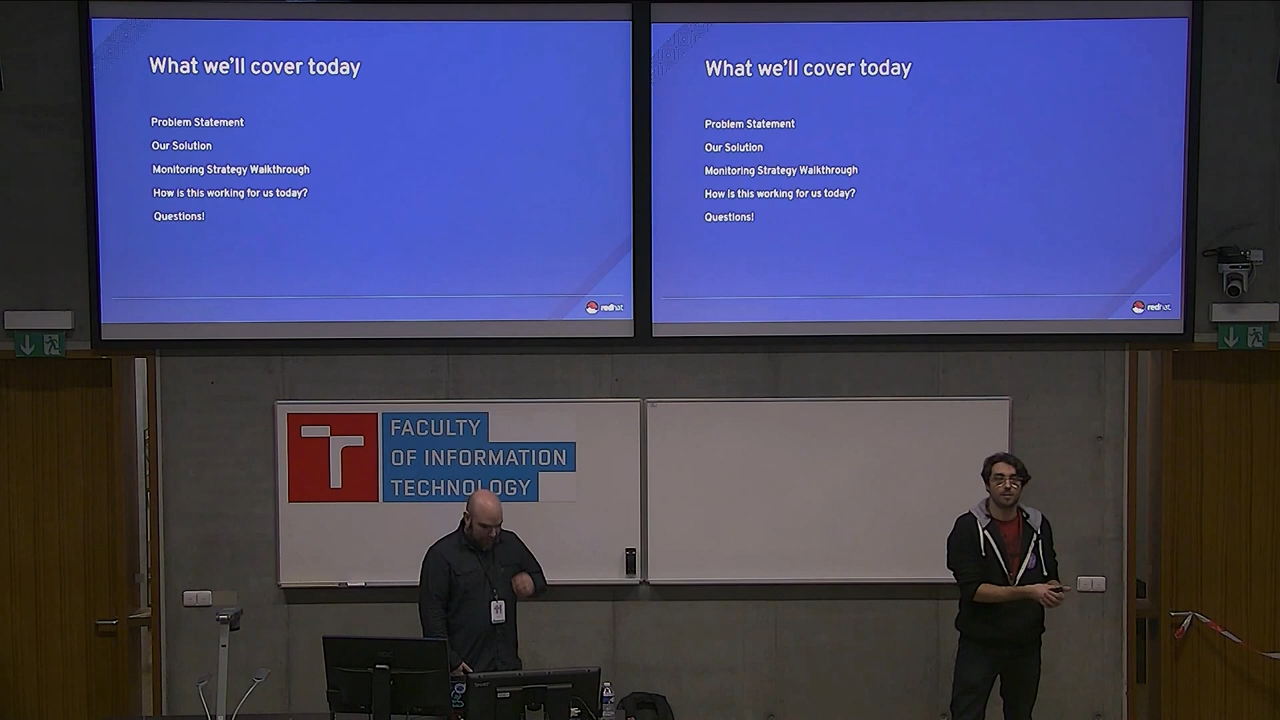 What we'll cover today
Problem Statement
Our Solution
Monitoring Strategy Walkthrough
How is this working for us today?
Questions!
redhat
What we'll cover today
Problem Statement
Our Solution
Monitoring Strategy Walkthrough
How is this working for us today?
Questions!
redhat
T
FACULTY
OF INFORMATION
TECHNOLOGY